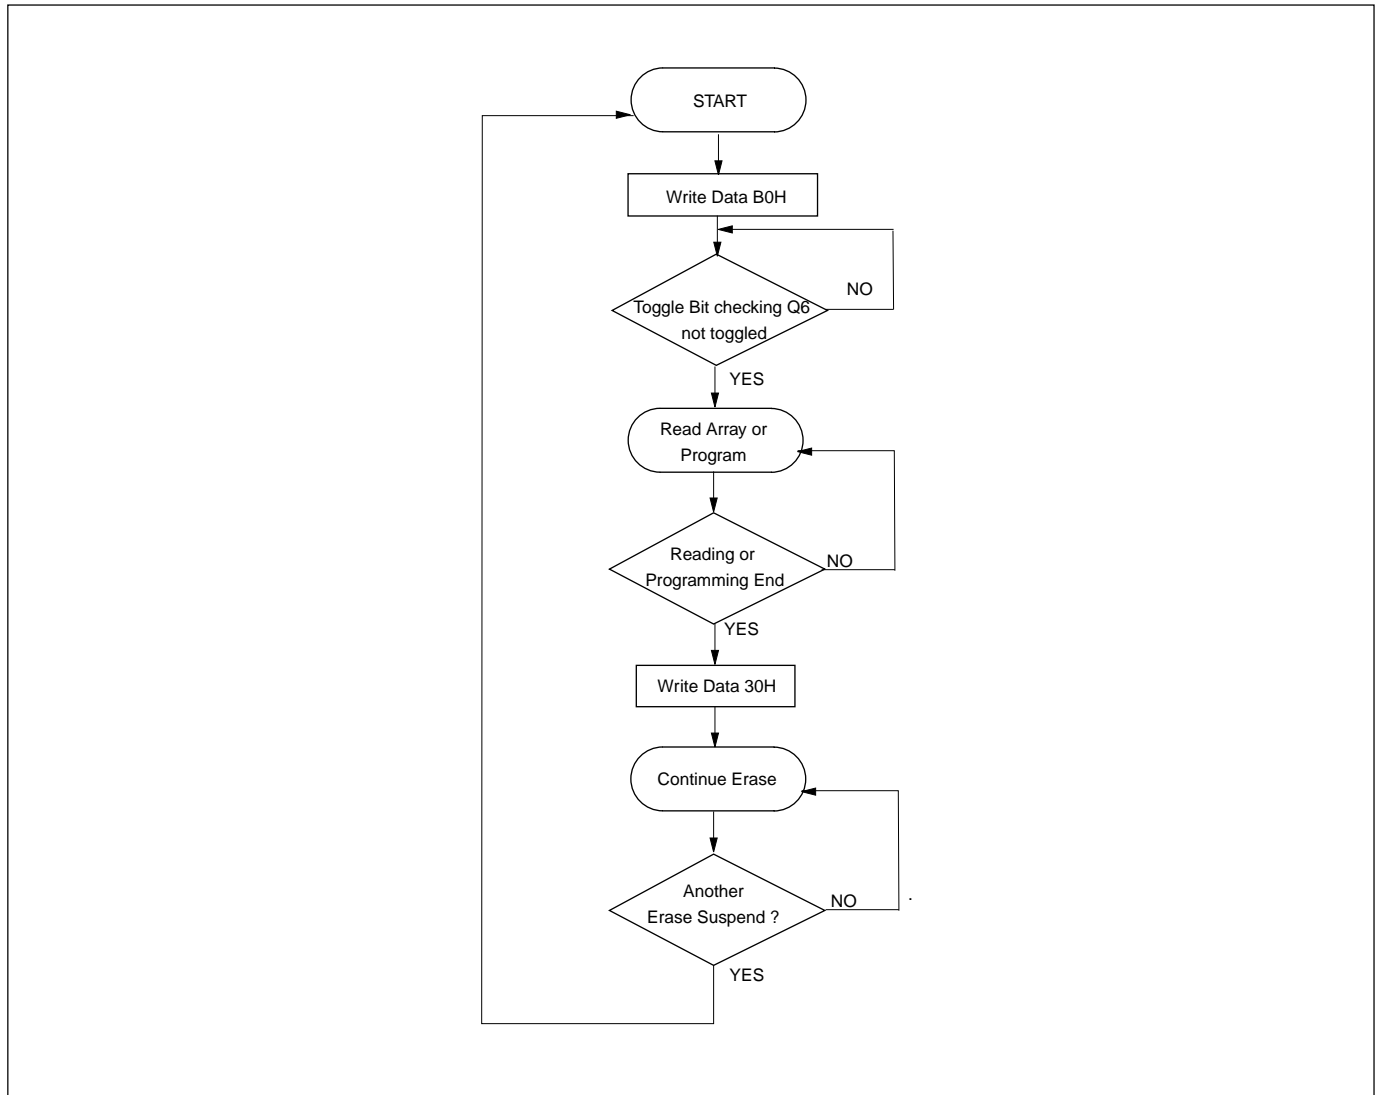 START
Write Data B0H
NO
Toggle Bit checking Q6
not toggled
YES
Read Array or
Program
Reading or
NO
Programming End
YES
Write Data 30H
Continue Erase
Another
NO
Erase Suspend ?
YES